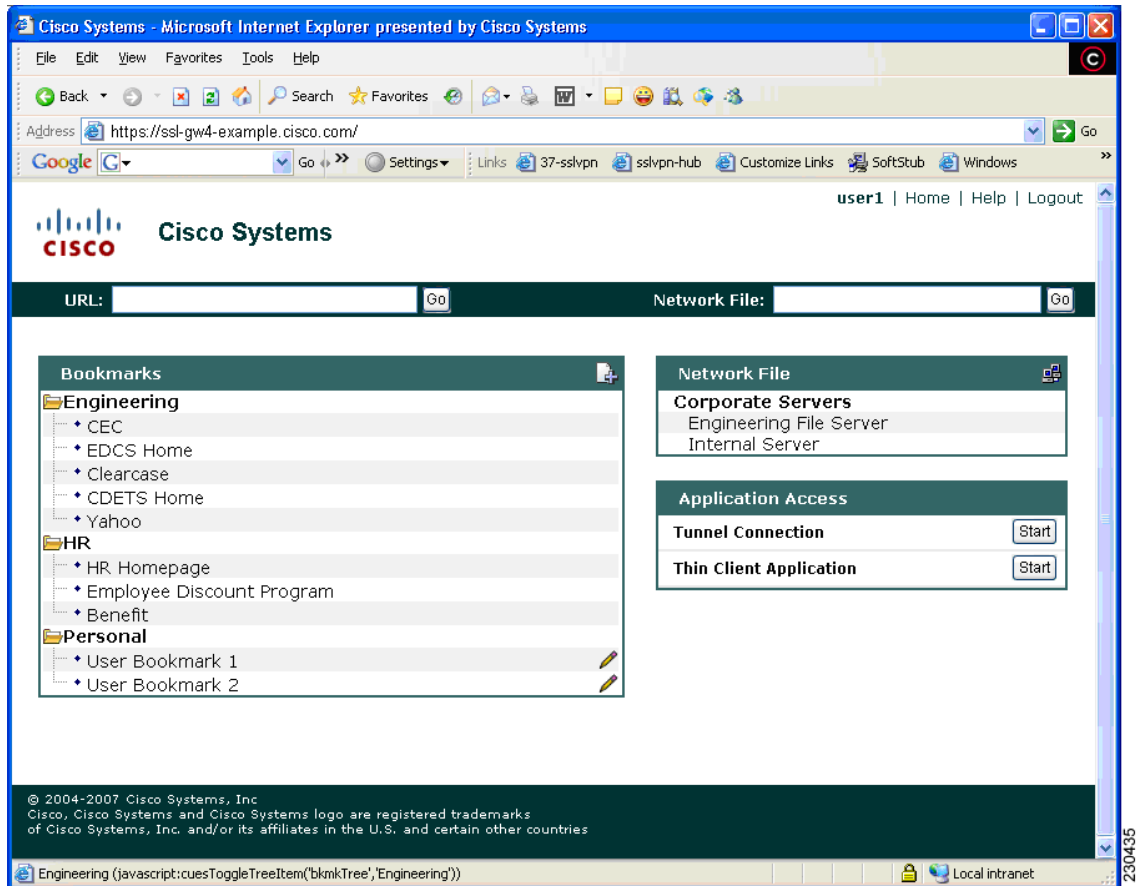 Cisco Systems - Microsoft Internet Explorer presented by Cisco Systems
File Edit View Favorites Tools Help
Back Search Favorites
Address https://ssl-gw4-example.cisco.com/ Go
Google G Go >> Settings Links 37-sslvpn sslvpn-hub Customize Links SoftStub Windows >>
user1 | Home | Help | Logout
CISCO Cisco Systems
URL: Go Network File: Go
Bookmarks
Engineering
CEC
EDCS Home
Clearcase
CDETS Home
Yahoo
HR
HR Homepage
Employee Discount Program
Benefit
Personal
User Bookmark 1
User Bookmark 2
Network File
Corporate Servers
Engineering File Server
Internal Server
Application Access
Tunnel Connection Start
Thin Client Application Start
© 2004-2007 Cisco Systems, Inc
Cisco, Cisco Systems and Cisco Systems logo are registered trademarks
of Cisco Systems, Inc. and/or its affiliates in the U.S. and certain other countries
Engineering (javascript:cuesToggleTreeItem('bkmkTree','Engineering')) Local intranet
230435